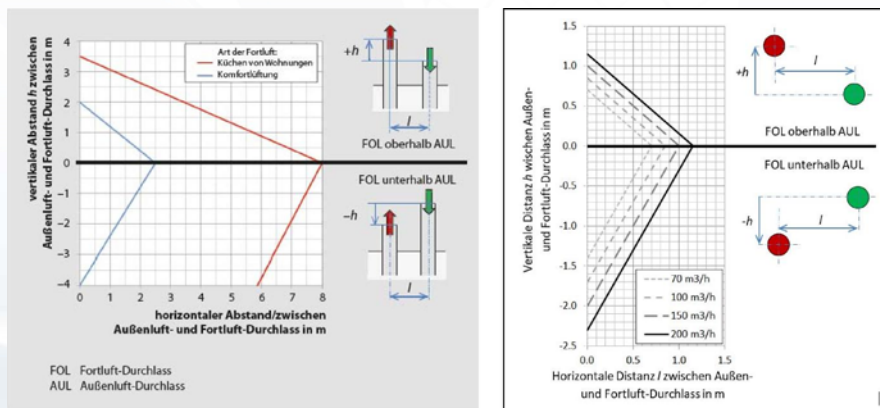 vertikaler Abstand h zwischen
Außenluft- und Fortluft-Durchlass in m
4
3
2
1
0
−1
−2
−3
−4
0 1 2 3 4 5 6 7 8
Art der Fortluft:
Küchen von Wohnungen
Komfortlüftung
horizontaler Abstand/zwischen
Außenluft- und Fortluft-Durchlass in m
+h
l
FOL oberhalb AUL
FOL unterhalb AUL
−h
l
FOL Fortluft-Durchlass
AUL Außenluft-Durchlass
Vertikale Distanz h wischen Außen-
und Fortluft-Durchlass in m
1.5
1.0
0.5
0.0
-0.5
-1.0
-1.5
-2.0
-2.5
0.0 0.5 1.0 1.5
70 m3/h
100 m3/h
150 m3/h
200 m3/h
Horizontale Distanz l zwischen Außen-
und Fortluft-Durchlass in m
+h
l
FOL oberhalb AUL
FOL unterhalb AUL
-h
l